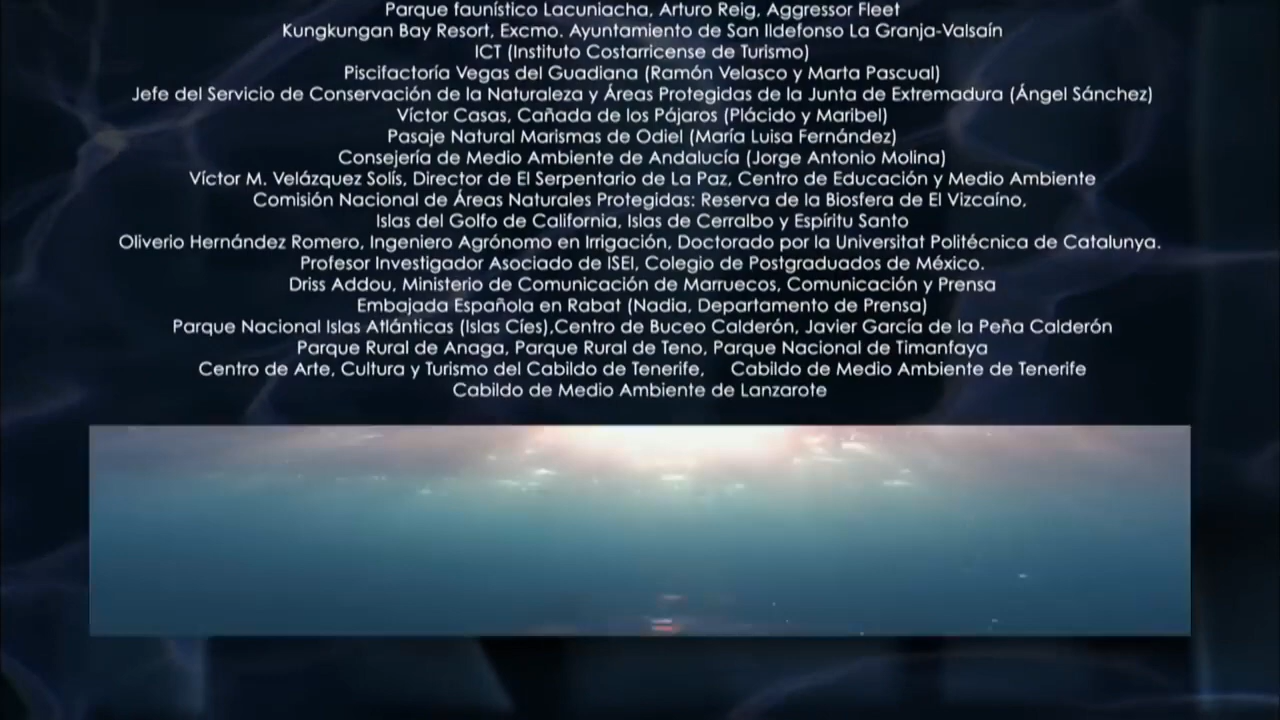 Parque faunístico Lacuniacha, Arturo Reig, Aggressor Fleet
Kungkungan Bay Resort, Excmo. Ayuntamiento de San Ildefonso La Granja-Valsaín
ICT (Instituto Costarricense de Turismo)
Piscifactoría Vegas del Guadiana (Ramón Velasco y Marta Pascual)
Jefe del Servicio de Conservación de la Naturaleza y Áreas Protegidas de la Junta de Extremadura (Ángel Sánchez)
Víctor Casas, Cañada de los Pájaros (Plácido y Maribel)
Pasaje Natural Marismas de Odiel (María Luisa Fernández)
Consejería de Medio Ambiente de Andalucía (Jorge Antonio Molina)
Víctor M. Velázquez Solís, Director de El Serpentario de La Paz, Centro de Educación y Medio Ambiente
Comisión Nacional de Áreas Naturales Protegidas: Reserva de la Biosfera de El Vizcaíno,
Islas del Golfo de California, Islas de Cerralbo y Espíritu Santo
Oliverio Hernández Romero, Ingeniero Agrónomo en Irrigación, Doctorado por la Universitat Politécnica de Catalunya.
Profesor Investigador Asociado de ISEI, Colegio de Postgraduados de México.
Driss Addou, Ministerio de Comunicación de Marruecos, Comunicación y Prensa
Embajada Española en Rabat (Nadia, Departamento de Prensa)
Parque Nacional Islas Atlánticas (Islas Cíes),Centro de Buceo Calderón, Javier García de la Peña Calderón
Parque Rural de Anaga, Parque Rural de Teno, Parque Nacional de Timanfaya
Centro de Arte, Cultura y Turismo del Cabildo de Tenerife, Cabildo de Medio Ambiente de Tenerife
Cabildo de Medio Ambiente de Lanzarote